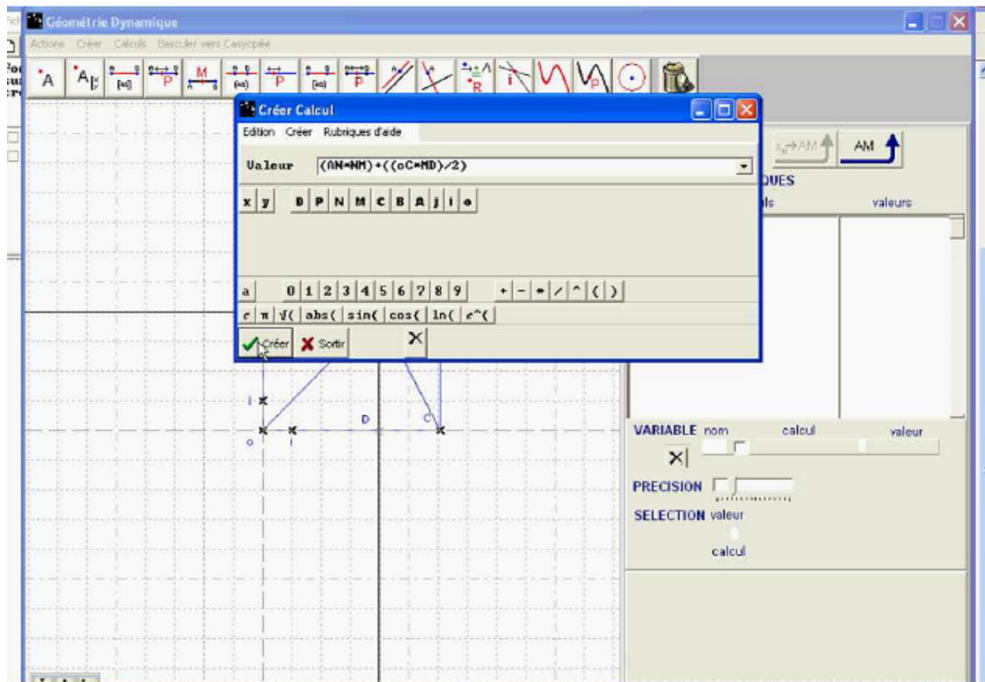 Géométrie Dynamique
Actions Créer Calculs Basculer vers Casyopée
Créer Calcul
Edition Créer Rubriques d'aide
Valeur (AN*NM)+((oC*MD)/2)
x y D P N M C B A j i o
a 0 1 2 3 4 5 6 7 8 9 + - * / ^ ( )
e π √( abs( sin( cos( ln( e^(
Créer Sortir
AM
QUES
valeurs
D C
o
VARIABLE nom calcul valeur
PRECISION
SELECTION valeur
calcul